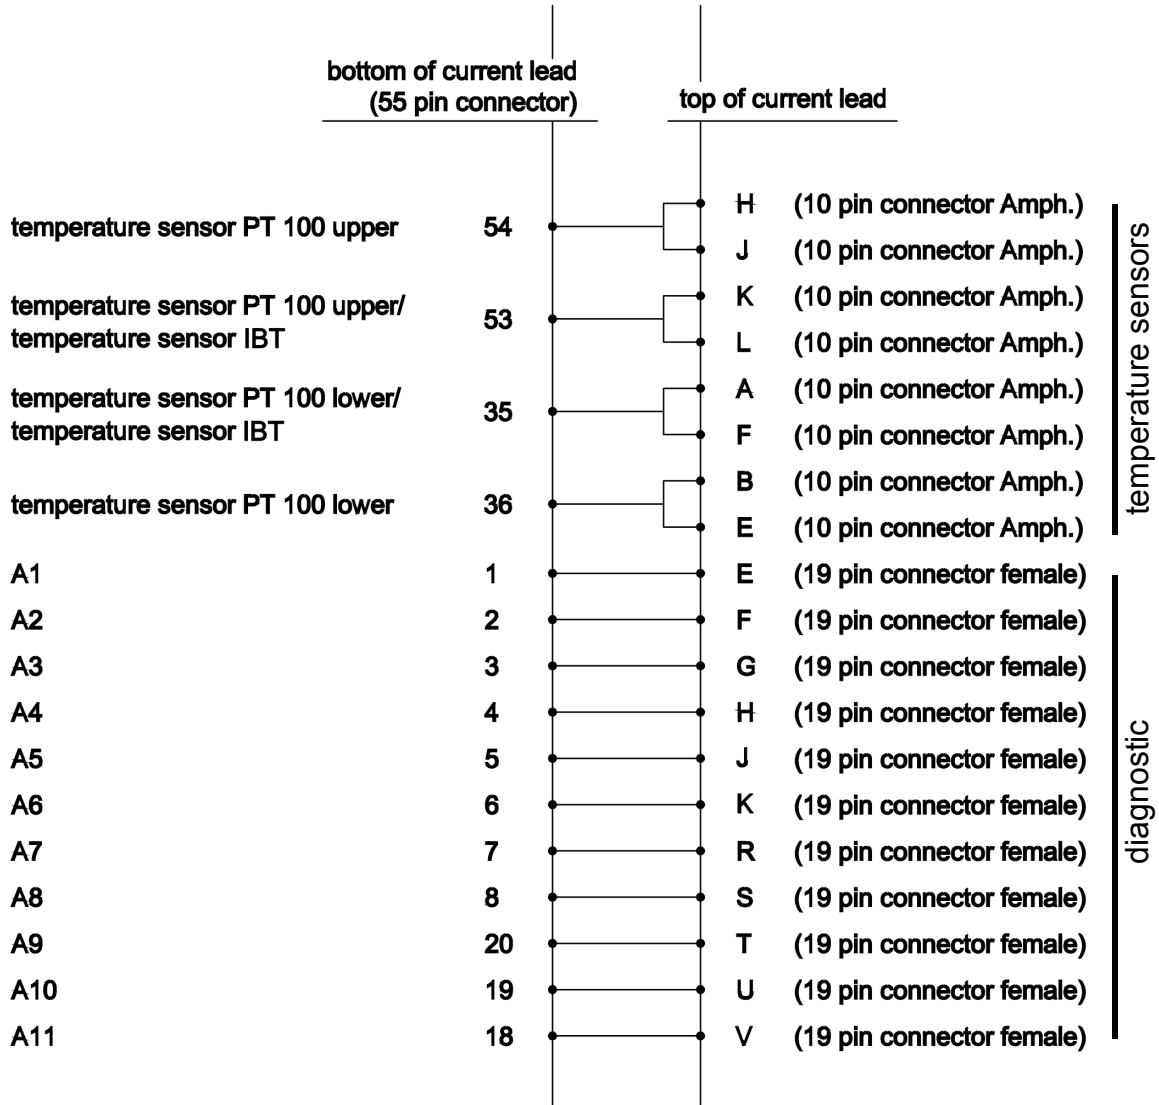 bottom of current lead
(55 pin connector)
top of current lead
temperature sensor PT 100 upper 54 H (10 pin connector Amph.)
J (10 pin connector Amph.)
temperature sensor PT 100 upper/
temperature sensor IBT 53 K (10 pin connector Amph.)
L (10 pin connector Amph.)
temperature sensor PT 100 lower/
temperature sensor IBT 35 A (10 pin connector Amph.)
F (10 pin connector Amph.)
temperature sensor PT 100 lower 36 B (10 pin connector Amph.)
E (10 pin connector Amph.)
temperature sensors
A1 1 E (19 pin connector female)
A2 2 F (19 pin connector female)
A3 3 G (19 pin connector female)
A4 4 H (19 pin connector female)
A5 5 J (19 pin connector female)
A6 6 K (19 pin connector female)
A7 7 R (19 pin connector female)
A8 8 S (19 pin connector female)
A9 20 T (19 pin connector female)
A10 19 U (19 pin connector female)
A11 18 V (19 pin connector female)
diagnostic